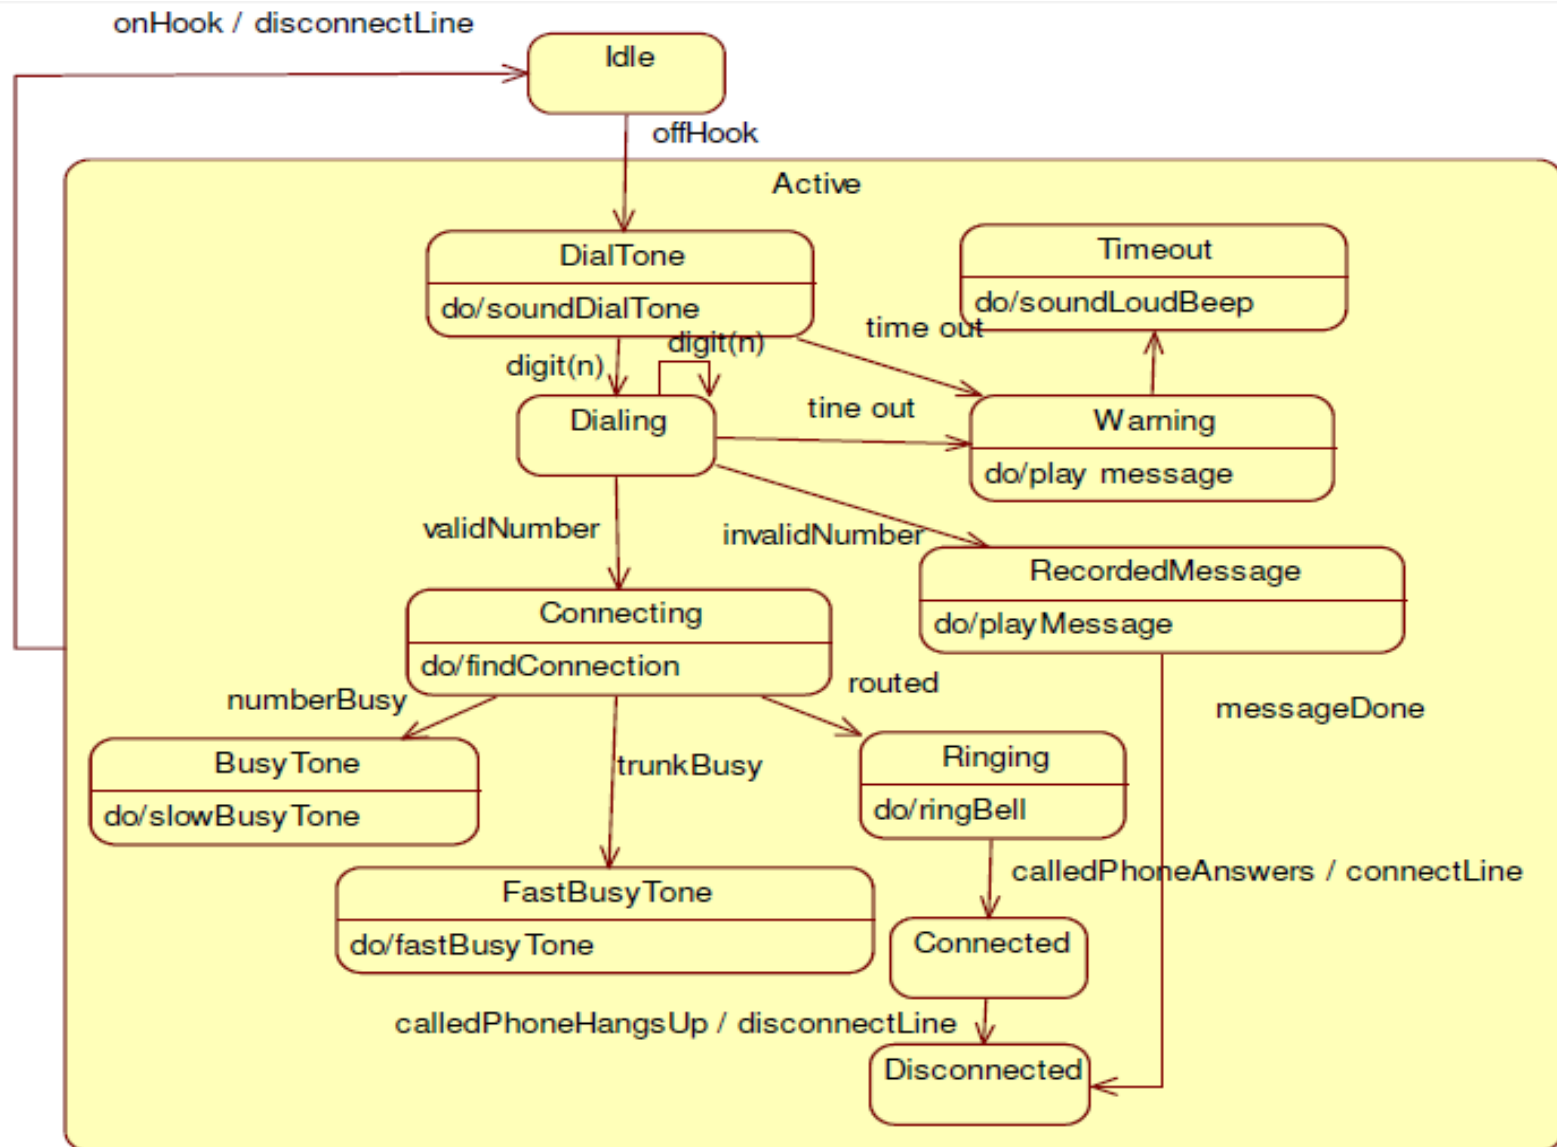 onHook / disconnectLine
Idle
offHook
Active
DialTone
do/soundDialTone
Timeout
do/soundLoudBeep
time out
digit(n)
digit(n)
Dialing
tine out
Warning
do/play message
validNumber
invalidNumber
RecordedMessage
do/playMessage
Connecting
do/findConnection
routed
numberBusy
messageDone
BusyTone
do/slowBusyTone
trunkBusy
Ringing
do/ringBell
calledPhoneAnswers / connectLine
FastBusyTone
do/fastBusyTone
Connected
calledPhoneHangsUp / disconnectLine
Disconnected